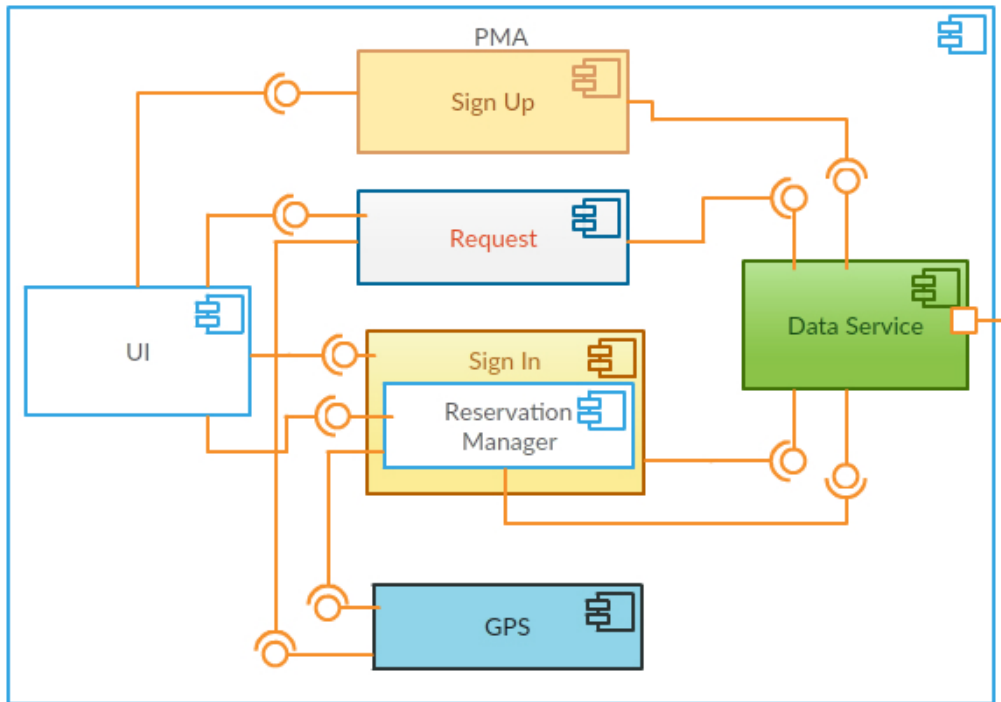 PMA
Sign Up
Request
UI
Sign In
Data Service
Reservation
Manager
GPS